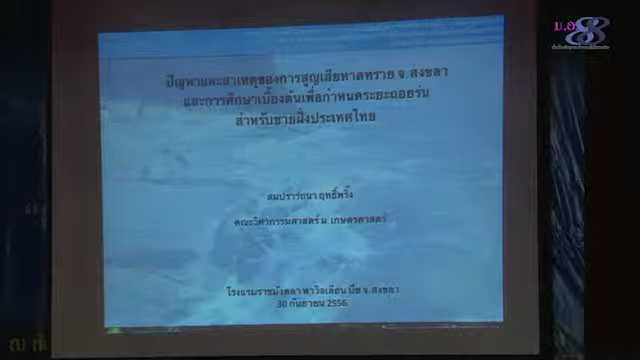 ม.อ.
88
ปัญหาและสาเหตุของการสูญเสียหาดทราย จ.สงขลา
และการศึกษาเบื้องต้นเพื่อกำหนดระยะถอยร่น
สำหรับชายฝั่งประเทศไทย
สมปรารถนา ฤทธิ์พริ้ง
คณะวิศวกรรมศาสตร์ ม.เกษตรศาสตร์
โรงแรมราชมังคลา พาวิลเลียน บีช จ.สงขลา
30 กันยายน 2556